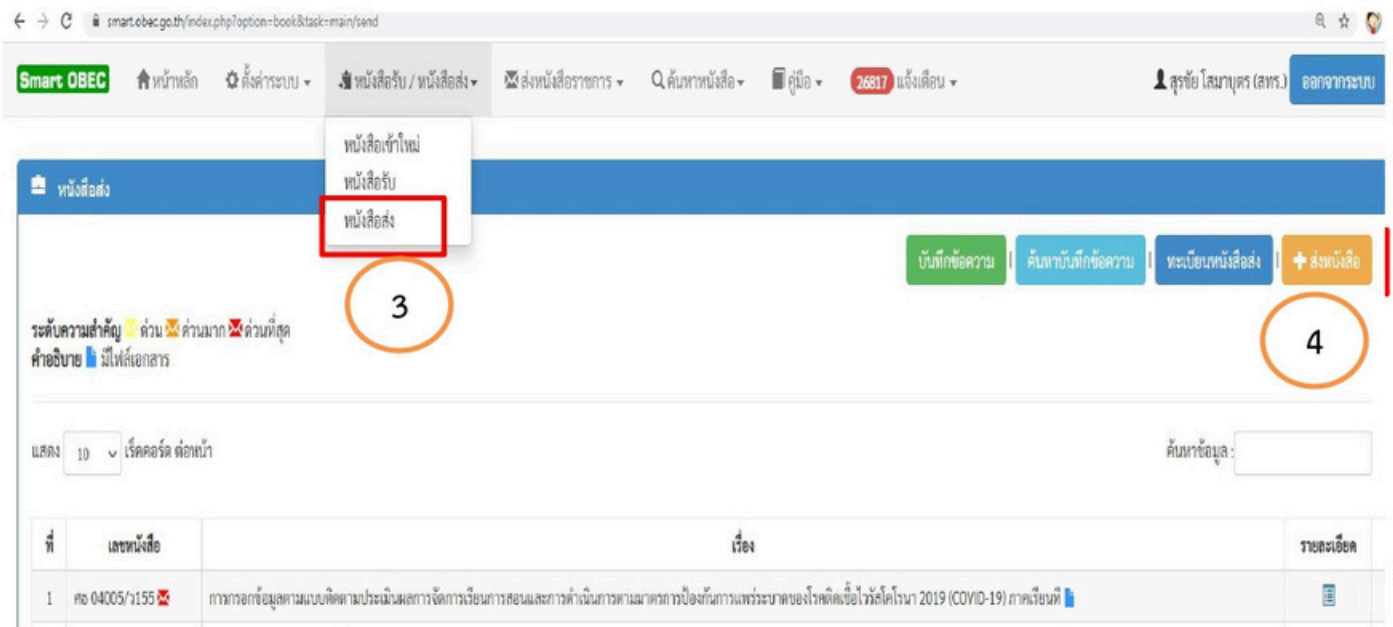 smart.obec.go.th/index.php?option=book&task=main/send
Smart OBEC หน้าหลัก ตั้งค่าระบบ หนังสือรับ / หนังสือส่ง ส่งหนังสือราชการ ค้นหาหนังสือ คู่มือ 26817 แจ้งเตือน สุรชัย โสมาบุตร (สทร.) ออกจากระบบ
หนังสือเข้าใหม่
หนังสือรับ
หนังสือส่ง
หนังสือส่ง
บันทึกข้อความ | ค้นหาบันทึกข้อความ | ทะเบียนหนังสือส่ง | + ส่งหนังสือ
3
4
ระดับความสำคัญ ด่วน ด่วนมาก ด่วนที่สุด
คำอธิบาย มีไฟล์เอกสาร
แสดง 10 เร็คคอร์ด ต่อหน้า ค้นหาข้อมูล :
ที่ เลขหนังสือ เรื่อง รายละเอียด
1 ศธ 04005/ว155 การกรอกข้อมูลตามแบบติดตามประเมินผลการจัดการเรียนการสอนและการดำเนินการตามมาตรการป้องกันการแพร่ระบาดของโรคติดเชื้อไวรัสโคโรนา 2019 (COVID-19) ภาคเรียนที่